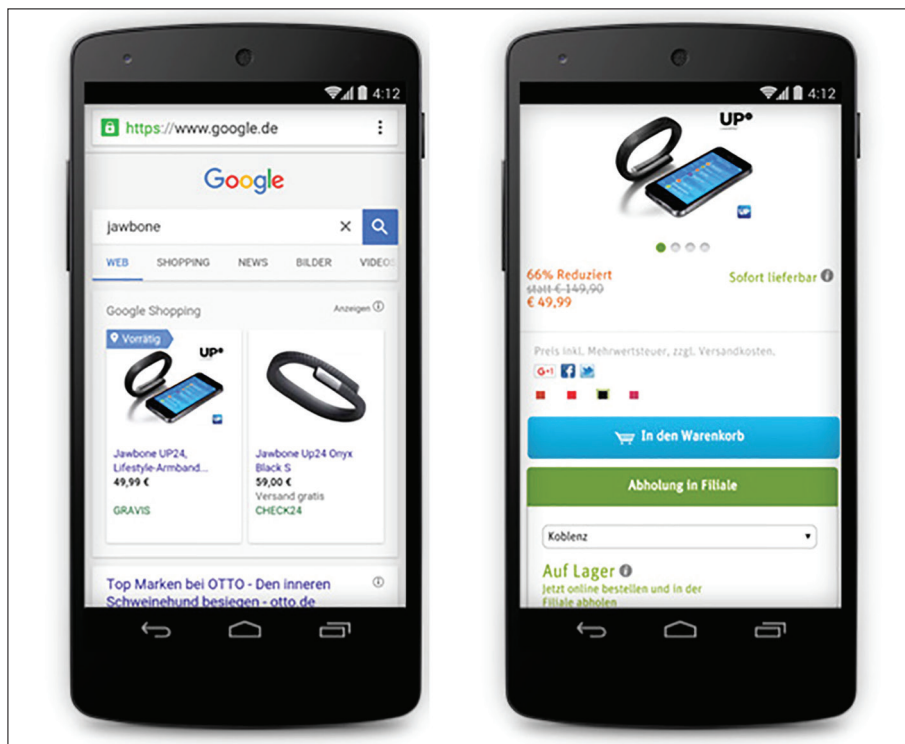 4:12
https://www.google.de
Google
jawbone
WEB SHOPPING NEWS BILDER VIDEOS
Google Shopping Anzeigen
Vorrätig
UP
UP
Jawbone UP24,
Lifestyle-Armband...
49,99 €
GRAVIS
Jawbone Up24 Onyx
Black S
59,00 €
Versand gratis
CHECK24
Top Marken bei OTTO - Den inneren
Schweinehund besiegen - otto.de
4:12
UP
UP
66% Reduziert
statt € 149,90
€ 49,99
Sofort lieferbar
Preis inkl. Mehrwertsteuer, zzgl. Versandkosten.
G+1
In den Warenkorb
Abholung in Filiale
Koblenz
Auf Lager
Jetzt online bestellen und in der
Filiale abholen